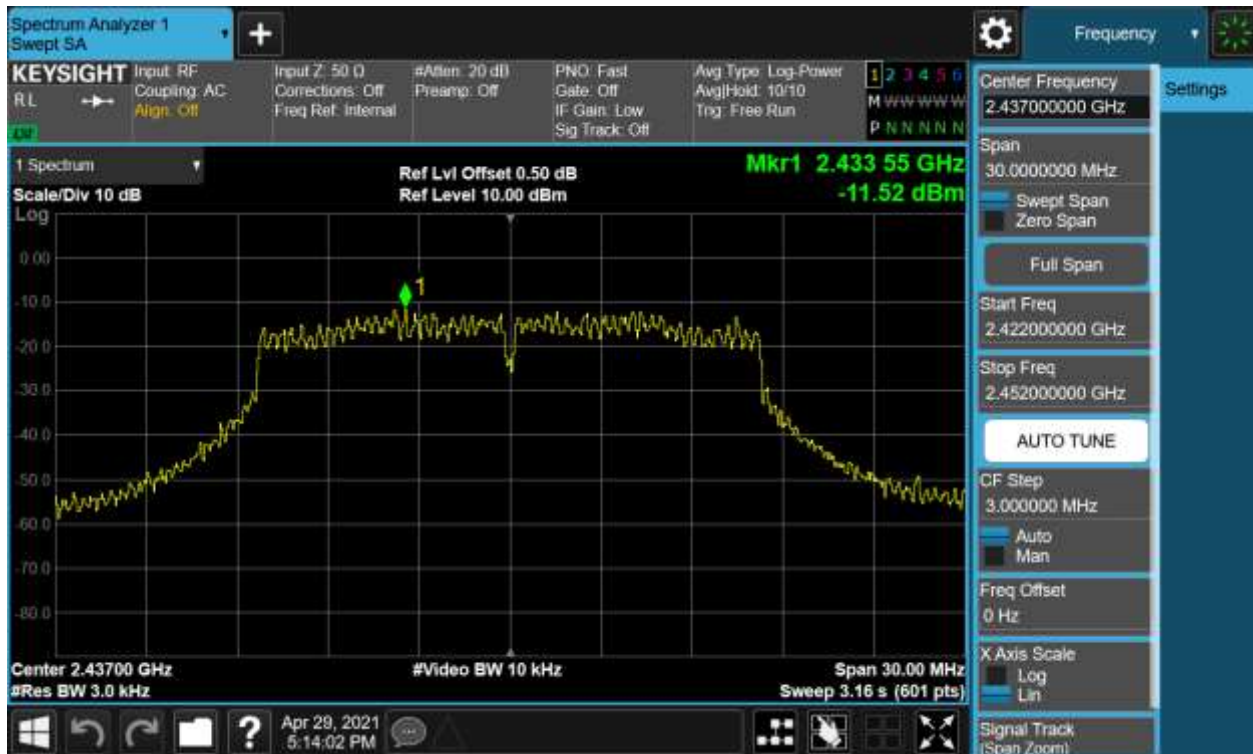 Spectrum Analyzer 1
Swept SA
Frequency
KEYSIGHT
RL
Input: RF
Coupling: AC
Align: Off
Input Z: 50 Ω
Corrections: Off
Freq Ref: Internal
#Atten: 20 dB
Preamp: Off
PNO: Fast
Gate: Off
IF Gain: Low
Sig Track: Off
Avg Type: Log-Power
Avg|Hold: 10/10
Trig: Free Run
1 2 3 4 5 6
M W W W W W
P N N N N N
Center Frequency
2.437000000 GHz
Settings
Span
30.0000000 MHz
Swept Span
Zero Span
Full Span
Start Freq
2.422000000 GHz
Stop Freq
2.452000000 GHz
AUTO TUNE
CF Step
3.000000 MHz
Auto
Man
Freq Offset
0 Hz
X Axis Scale
Log
Lin
Signal Track
(Span Zoom)
1 Spectrum
Scale/Div 10 dB
Ref Lvl Offset 0.50 dB
Ref Level 10.00 dBm
Mkr1 2.433 55 GHz
-11.52 dBm
Log
0.00
-10.0
-20.0
-30.0
-40.0
-50.0
-60.0
-70.0
-80.0
1
Center 2.43700 GHz
#Res BW 3.0 kHz
#Video BW 10 kHz
Span 30.00 MHz
Sweep 3.16 s (601 pts)
?
Apr 29, 2021
5:14:02 PM